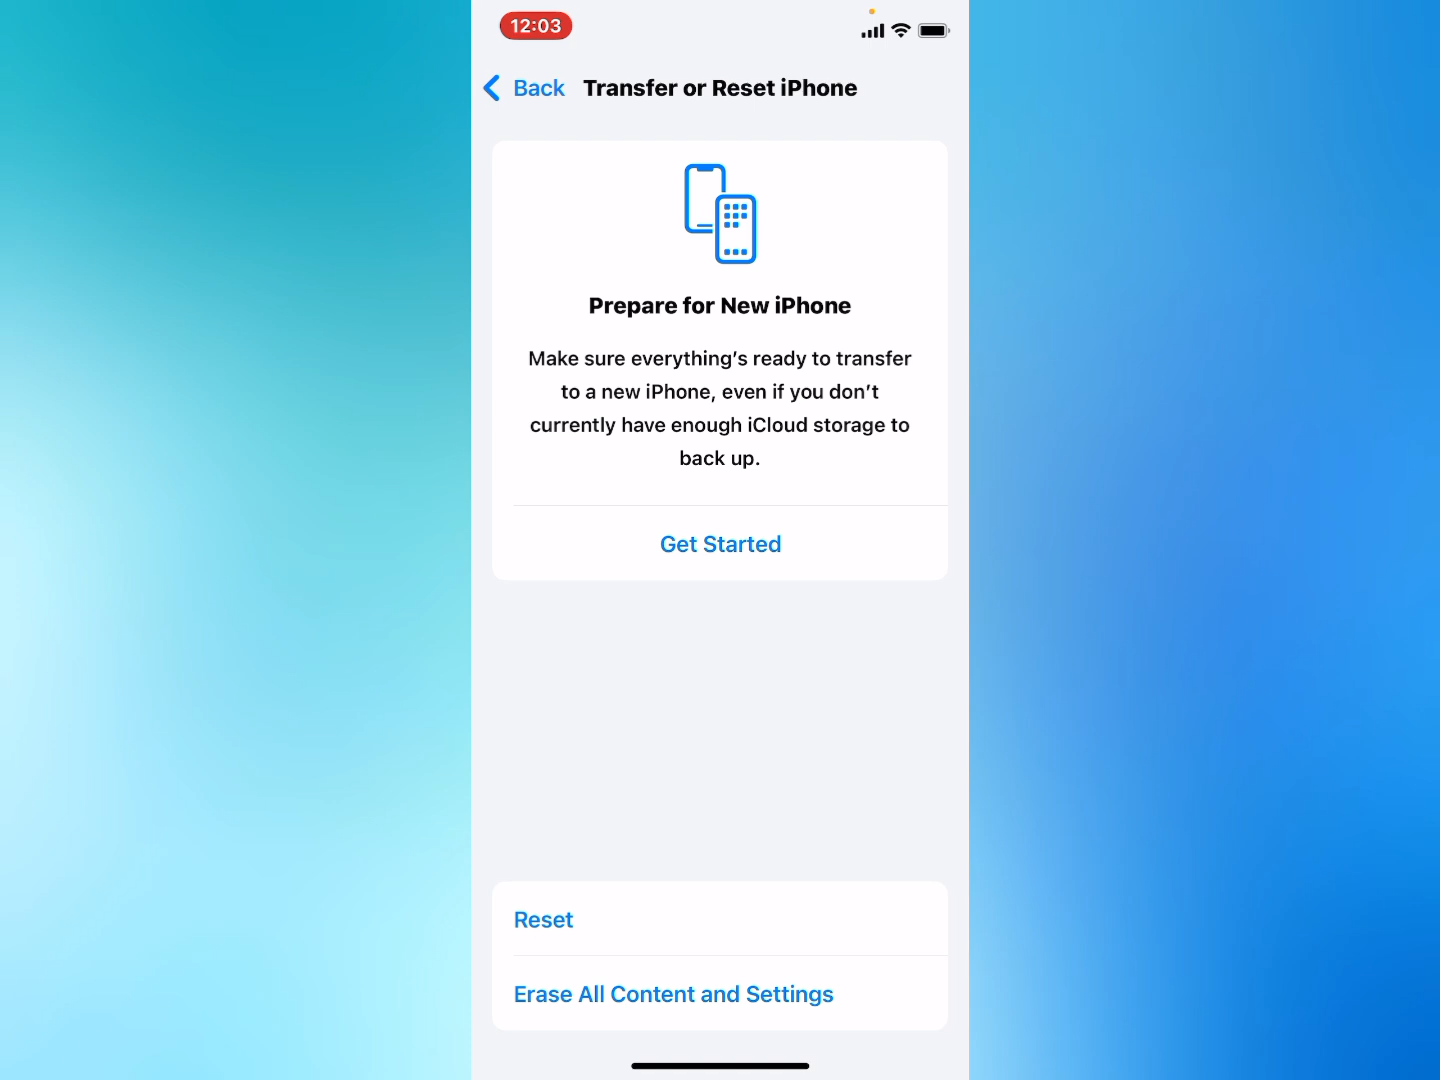 12:03
Back Transfer or Reset iPhone
Prepare for New iPhone
Make sure everything’s ready to transfer
to a new iPhone, even if you don’t
currently have enough iCloud storage to
back up.
Get Started
Reset
Erase All Content and Settings